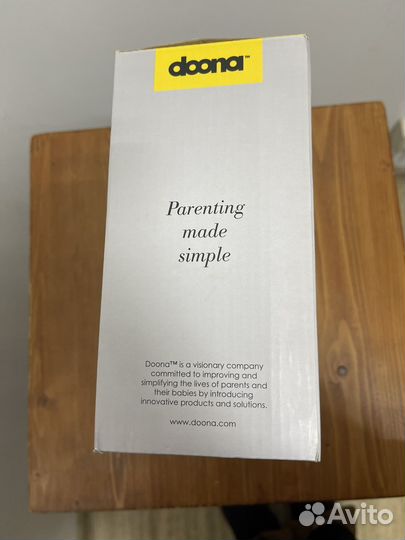 doona™
Parenting
made
simple
Doona™ is a visionary company
committed to improving and
simplifying the lives of parents and
their babies by introducing
innovative products and solutions.
www.doona.com
Avito